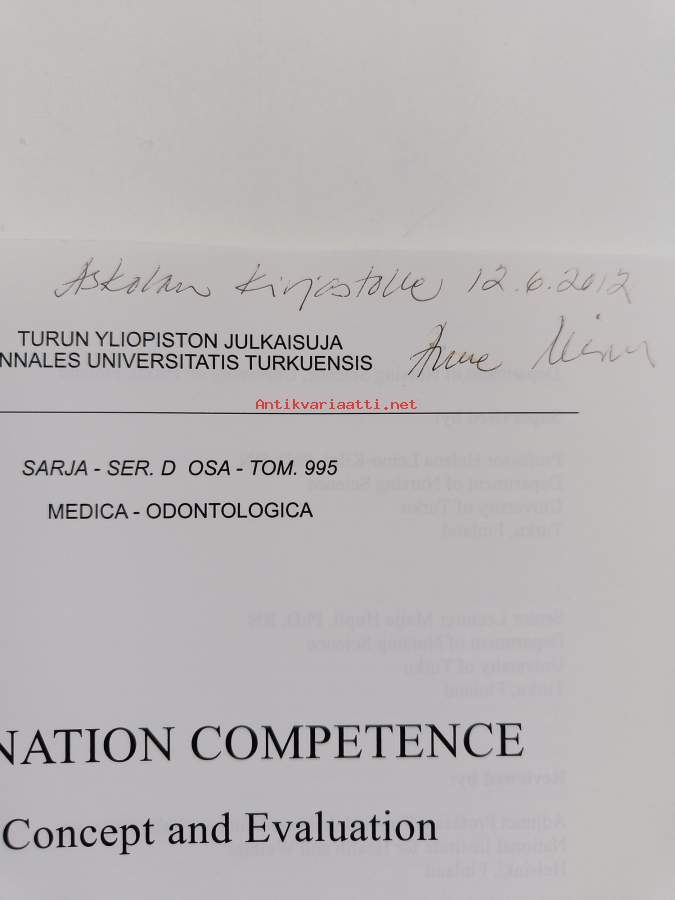 Askolan Kirjastolle 12.6.2012
TURUN YLIOPISTON JULKAISUJA
NNALES UNIVERSITATIS TURKUENSIS
Anne
Antikvariaatti.net
SARJA - SER. D OSA - TOM. 995
MEDICA - ODONTOLOGICA
NATION COMPETENCE
Concept and Evaluation